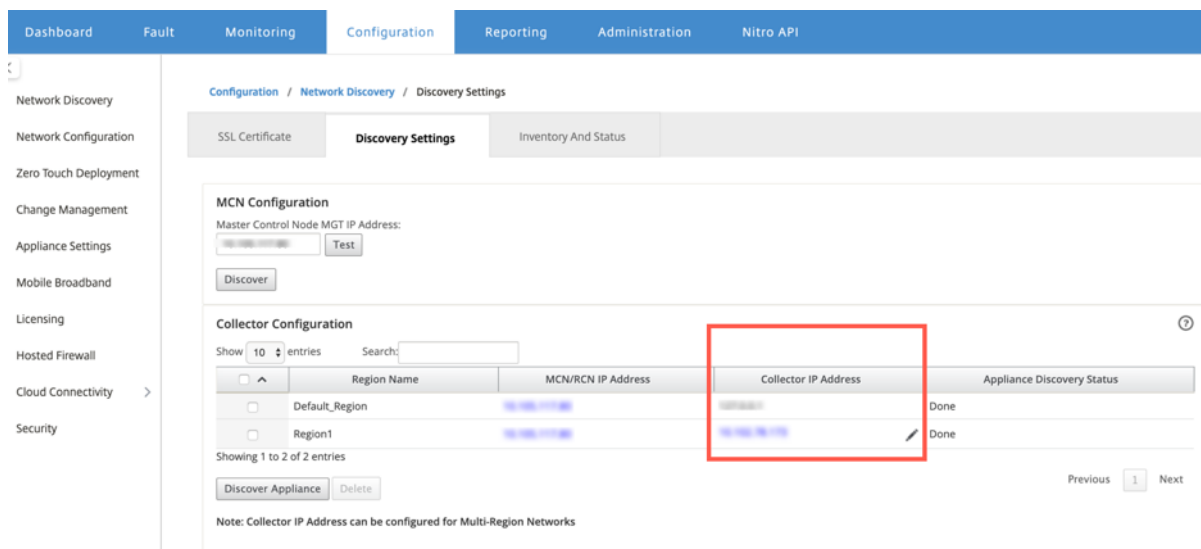 Dashboard Fault Monitoring Configuration Reporting Administration Nitro API
Configuration / Network Discovery / Discovery Settings
Network Discovery
Network Configuration
Zero Touch Deployment
Change Management
Appliance Settings
Mobile Broadband
Licensing
Hosted Firewall
Cloud Connectivity
Security
SSL Certificate Discovery Settings Inventory And Status
MCN Configuration
Master Control Node MGT IP Address:
Test
Discover
Collector Configuration
Show 10 entries Search:
Region Name MCN/RCN IP Address Collector IP Address Appliance Discovery Status
Default_Region Done
Region1 Done
Showing 1 to 2 of 2 entries
Previous 1 Next
Discover Appliance Delete
Note: Collector IP Address can be configured for Multi-Region Networks